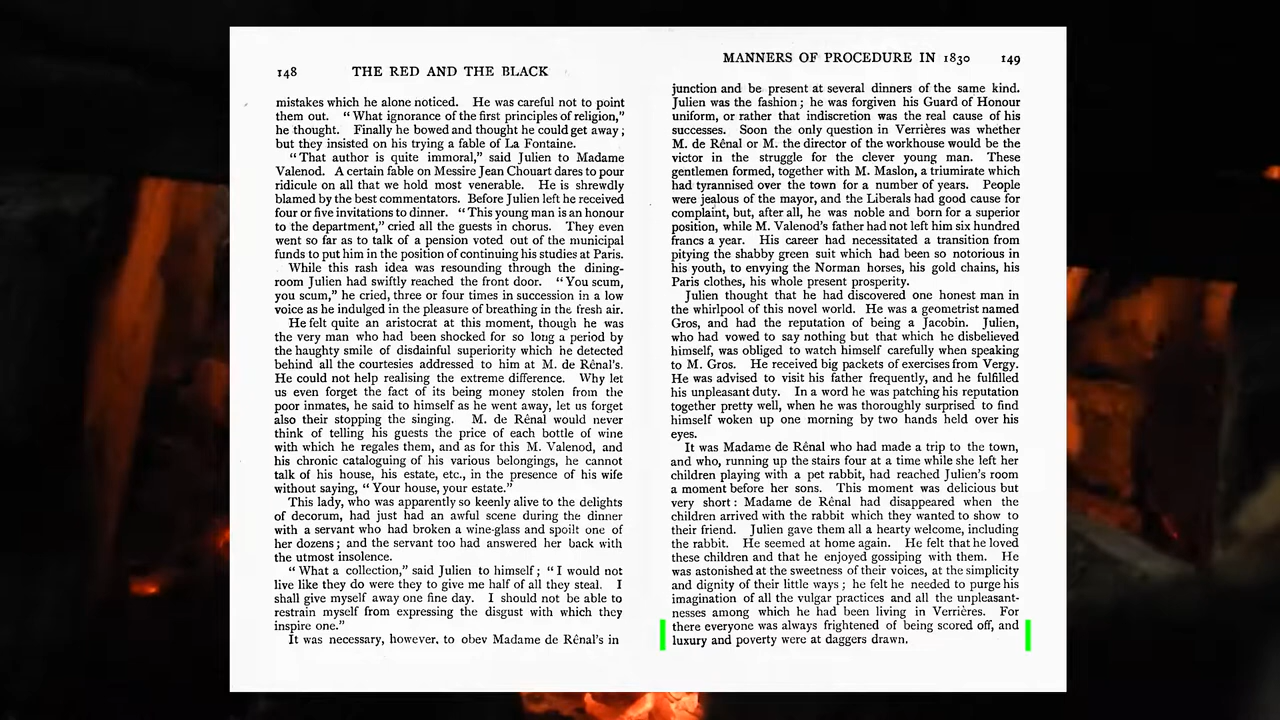 148 THE RED AND THE BLACK
mistakes which he alone noticed. He was careful not to point
them out. “What ignorance of the first principles of religion,”
he thought. Finally he bowed and thought he could get away;
but they insisted on his trying a fable of La Fontaine.
“That author is quite immoral,” said Julien to Madame
Valenod. A certain fable on Messire Jean Chouart dares to pour
ridicule on all that we hold most venerable. He is shrewdly
blamed by the best commentators. Before Julien left he received
four or five invitations to dinner. “This young man is an honour
to the department,” cried all the guests in chorus. They even
went so far as to talk of a pension voted out of the municipal
funds to put him in the position of continuing his studies at Paris.
While this rash idea was resounding through the dining-
room Julien had swiftly reached the front door. “You scum,
you scum,” he cried, three or four times in succession in a low
voice as he indulged in the pleasure of breathing in the fresh air.
He felt quite an aristocrat at this moment, though he was
the very man who had been shocked for so long a period by
the haughty smile of disdainful superiority which he detected
behind all the courtesies addressed to him at M. de Rênal's.
He could not help realising the extreme difference. Why let
us even forget the fact of its being money stolen from the
poor inmates, he said to himself as he went away, let us forget
also their stopping the singing. M. de Rênal would never
think of telling his guests the price of each bottle of wine
with which he regales them, and as for this M. Valenod, and
his chronic cataloguing of his various belongings, he cannot
talk of his house, his estate, etc., in the presence of his wife
without saying, “Your house, your estate.”
This lady, who was apparently so keenly alive to the delights
of decorum, had just had an awful scene during the dinner
with a servant who had broken a wine-glass and spoilt one of
her dozens; and the servant too had answered her back with
the utmost insolence.
“What a collection,” said Julien to himself; “I would not
live like they do were they to give me half of all they steal. I
shall give myself away one fine day. I should not be able to
restrain myself from expressing the disgust with which they
inspire one.”
It was necessary, however, to obey Madame de Rênal's in
MANNERS OF PROCEDURE IN 1830 149
junction and be present at several dinners of the same kind.
Julien was the fashion; he was forgiven his Guard of Honour
uniform, or rather that indiscretion was the real cause of his
successes. Soon the only question in Verrières was whether
M. de Rênal or M. the director of the workhouse would be the
victor in the struggle for the clever young man. These
gentlemen formed, together with M. Maslon, a triumirate which
had tyrannised over the town for a number of years. People
were jealous of the mayor, and the Liberals had good cause for
complaint, but, after all, he was noble and born for a superior
position, while M. Valenod's father had not left him six hundred
francs a year. His career had necessitated a transition from
pitying the shabby green suit which had been so notorious in
his youth, to envying the Norman horses, his gold chains, his
Paris clothes, his whole present prosperity.
Julien thought that he had discovered one honest man in
the whirlpool of this novel world. He was a geometrist named
Gros, and had the reputation of being a Jacobin. Julien,
who had vowed to say nothing but that which he disbelieved
himself, was obliged to watch himself carefully when speaking
to M. Gros. He received big packets of exercises from Vergy.
He was advised to visit his father frequently, and he fulfilled
his unpleasant duty. In a word he was patching his reputation
together pretty well, when he was thoroughly surprised to find
himself woken up one morning by two hands held over his
eyes.
It was Madame de Rênal who had made a trip to the town,
and who, running up the stairs four at a time while she left her
children playing with a pet rabbit, had reached Julien's room
a moment before her sons. This moment was delicious but
very short: Madame de Rênal had disappeared when the
children arrived with the rabbit which they wanted to show to
their friend. Julien gave them all a hearty welcome, including
the rabbit. He seemed at home again. He felt that he loved
these children and that he enjoyed gossiping with them. He
was astonished at the sweetness of their voices, at the simplicity
and dignity of their little ways; he felt he needed to purge his
imagination of all the vulgar practices and all the unpleasant-
nesses among which he had been living in Verrières. For
there everyone was always frightened of being scored off, and
luxury and poverty were at daggers drawn.